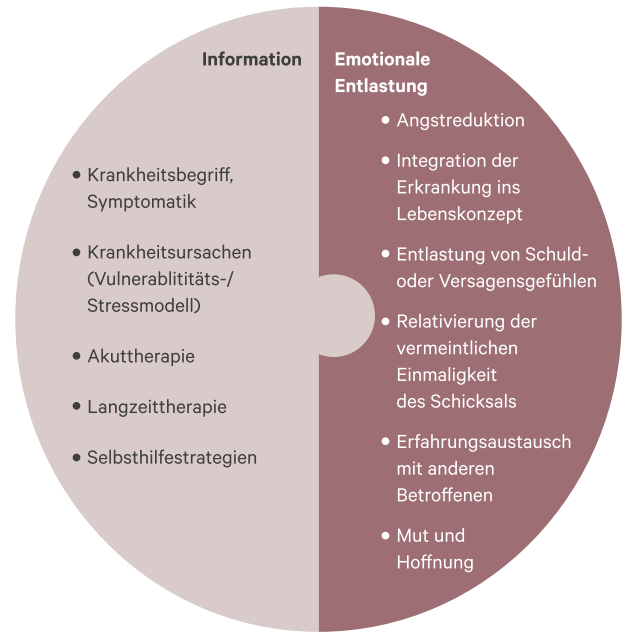 Information
• Krankheitsbegriff,
Symptomatik
• Krankheitsursachen
(Vulnerablititäts-/
Stressmodell)
• Akuttherapie
• Langzeittherapie
• Selbsthilfestrategien
Emotionale
Entlastung
• Angstreduktion
• Integration der
Erkrankung ins
Lebenskonzept
• Entlastung von Schuld-
oder Versagensgefühlen
• Relativierung der
vermeintlichen
Einmaligkeit
des Schicksals
• Erfahrungsaustausch
mit anderen
Betroffenen
• Mut und
Hoffnung